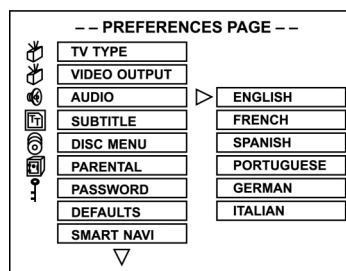 -- PREFERENCES PAGE --
TV TYPE
VIDEO OUTPUT
AUDIO
SUBTITLE
DISC MENU
PARENTAL
PASSWORD
DEFAULTS
SMART NAVI
ENGLISH
FRENCH
SPANISH
PORTUGUESE
GERMAN
ITALIAN